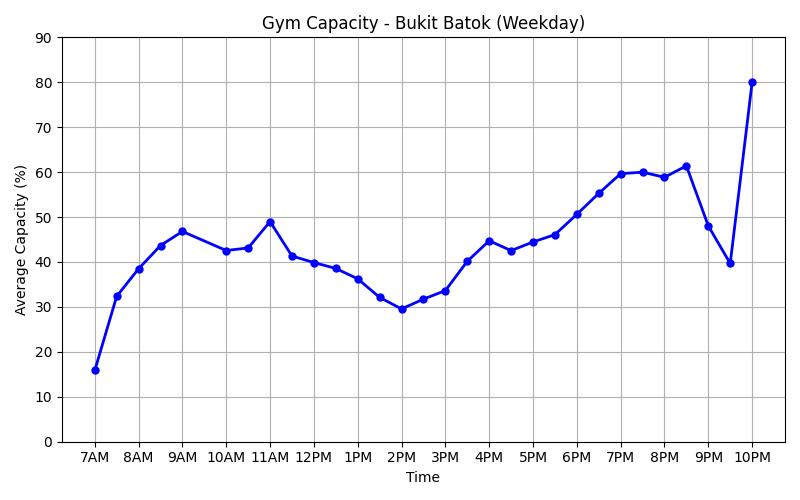 Gym Capacity - Bukit Batok (Weekday)
90
80
70
60
50
40
30
20
10
0
Average Capacity (%)
7AM 8AM 9AM 10AM 11AM 12PM 1PM 2PM 3PM 4PM 5PM 6PM 7PM 8PM 9PM 10PM
Time